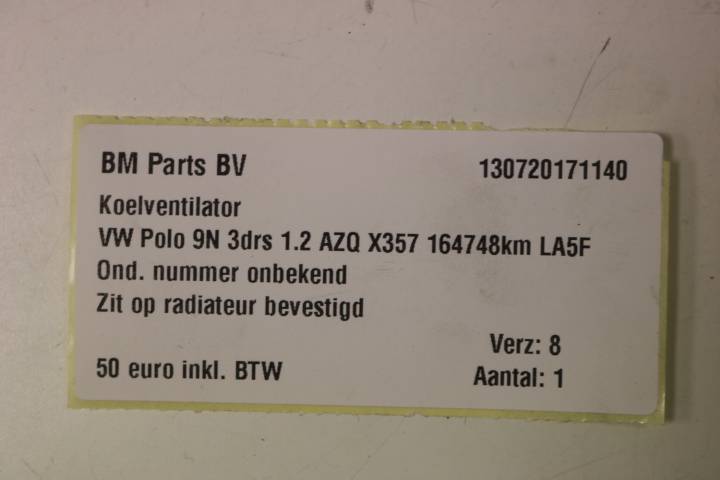 BM Parts BV 130720171140
Koelventilator
VW Polo 9N 3drs 1.2 AZQ X357 164748km LA5F
Ond. nummer onbekend
Zit op radiateur bevestigd
Verz: 8
50 euro inkl. BTW Aantal: 1